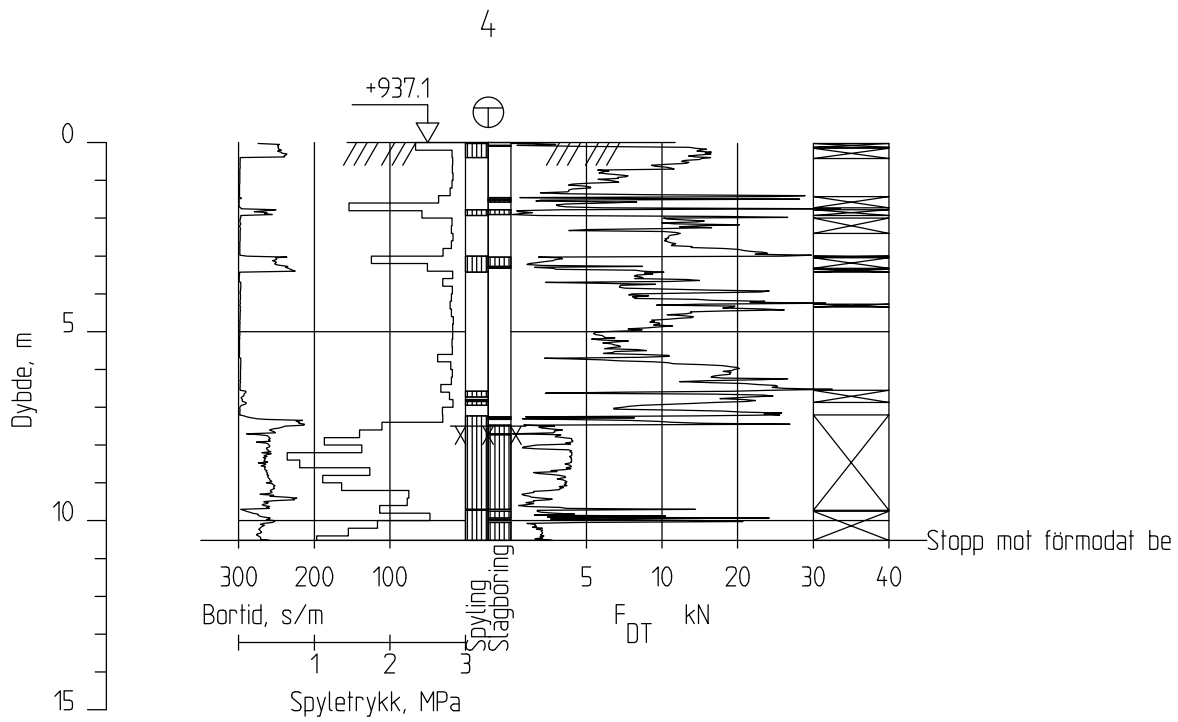 4
+937.1
0
5
10
15
Dybde, m
Stopp mot förmodat be
300 200 100
5 10 20 30 40
Bortid, s/m
Spyling
Slagboring
F DT kN
1 2 3
Spyletrykk, MPa